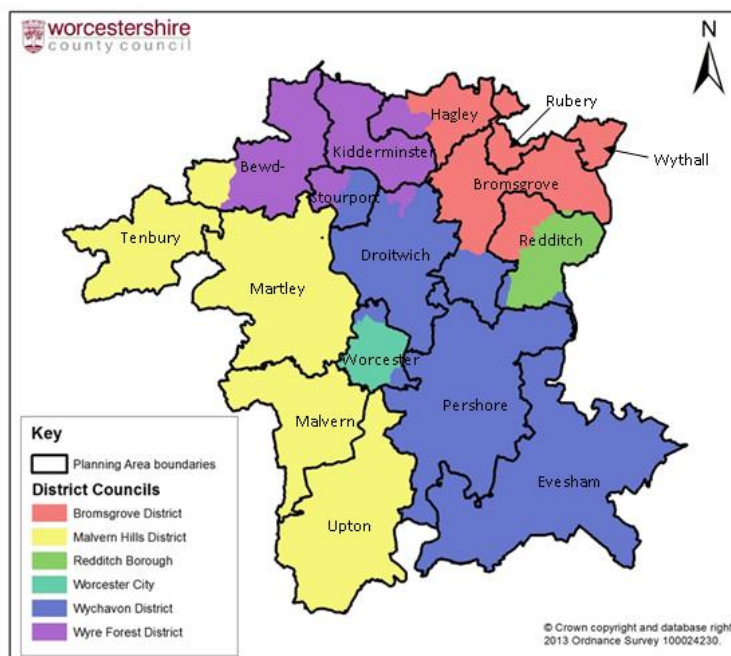 worcestershire
county council
N
Rubery
Hagley
Wythall
Kidderminster
Bewd-
Bromsgrove
Stourport
Tenbury
Redditch
Droitwich
Martley
Worcester
Pershore
Malvern
Evesham
Upton
Key
Planning Area boundaries
District Councils
Bromsgrove District
Malvern Hills District
Redditch Borough
Worcester City
Wychavon District
Wyre Forest District
© Crown copyright and database right
2013 Ordnance Survey 100024230.